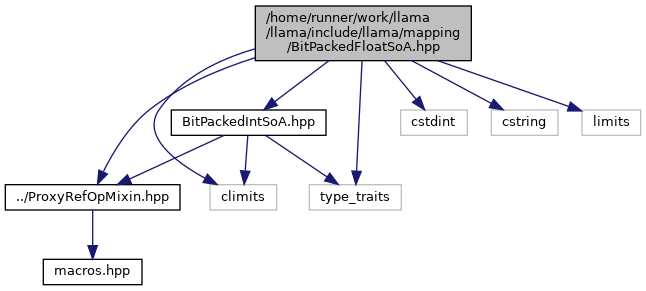 /home/runner/work/llama
/llama/include/llama/mapping
/BitPackedFloatSoA.hpp
BitPackedIntSoA.hpp
cstdint
cstring
limits
../ProxyRefOpMixin.hpp
climits
type_traits
macros.hpp